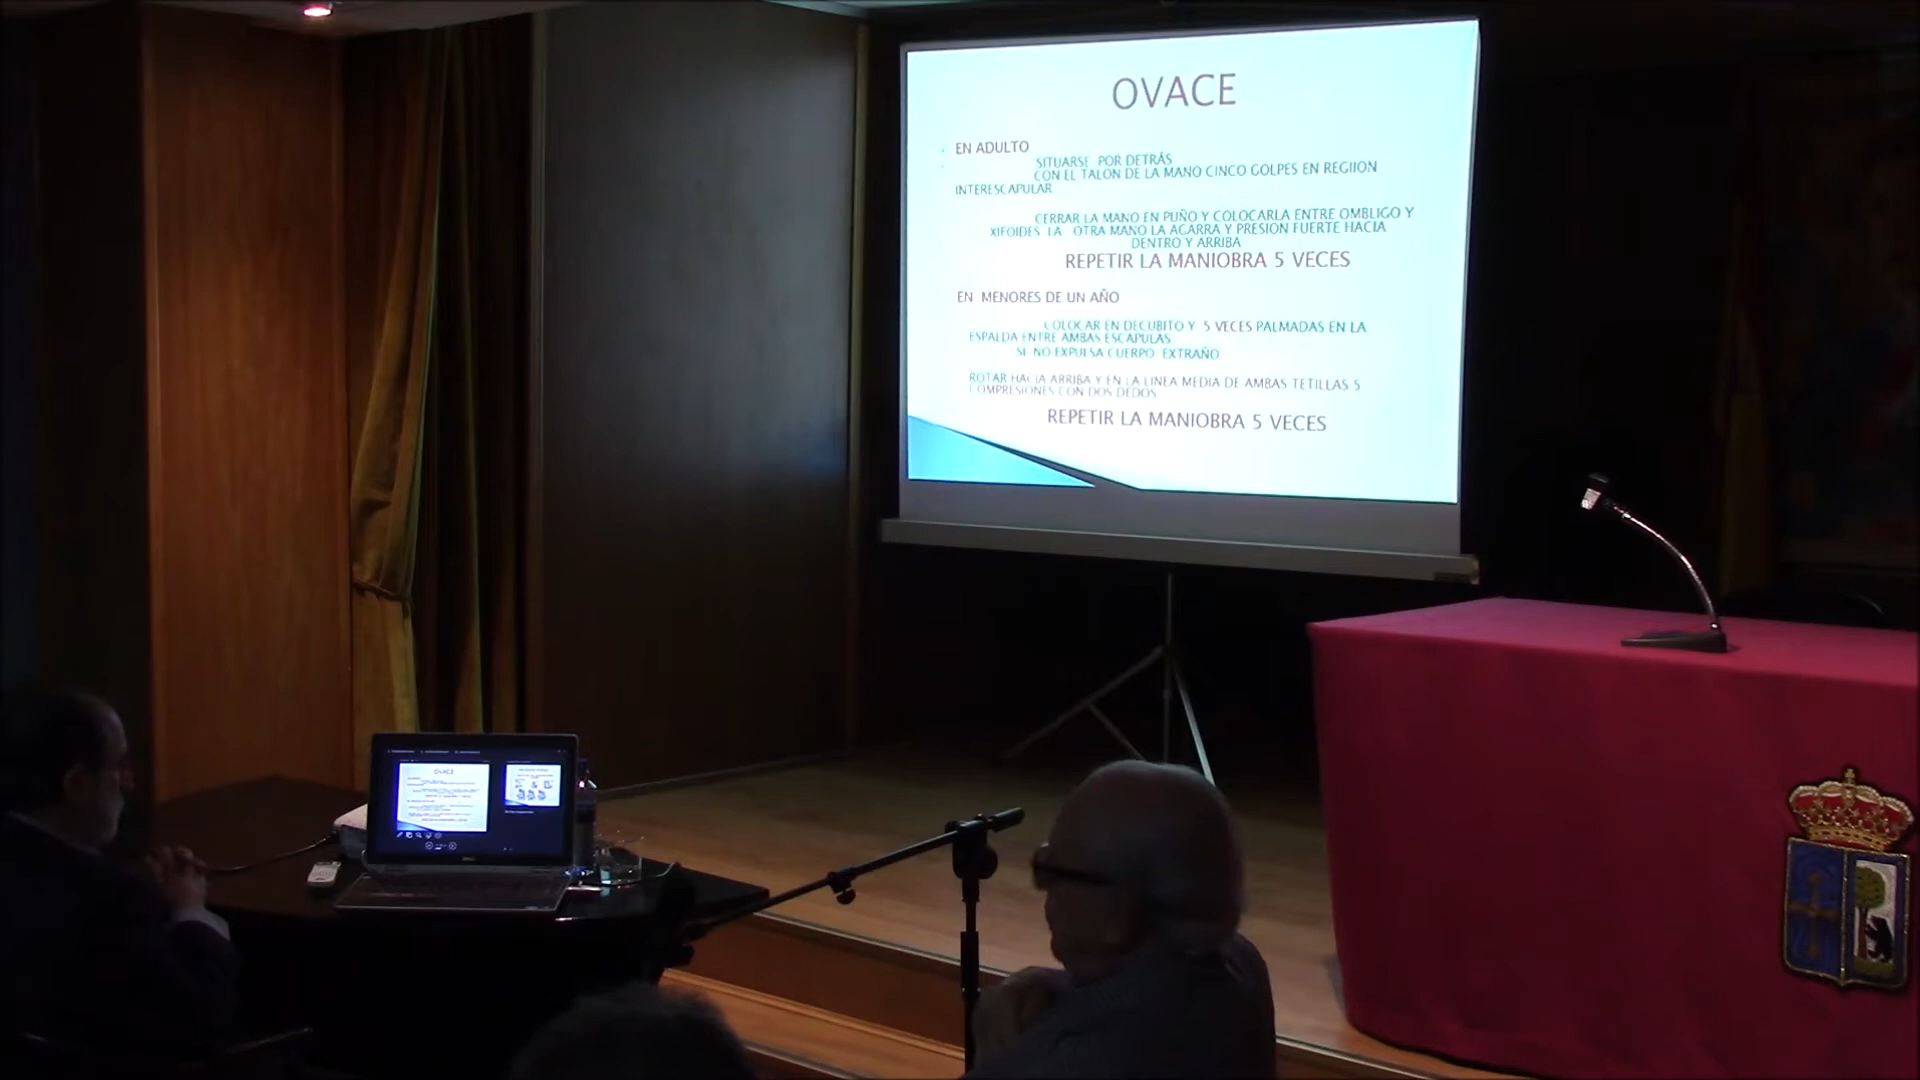 OVACE
EN ADULTO
SITUARSE POR DETRÁS
CON EL TALON DE LA MANO CINCO GOLPES EN REGIION
INTERESCAPULAR
CERRAR LA MANO EN PUÑO Y COLOCARLA ENTRE OMBLIGO Y
XIFOIDES LA OTRA MANO LA AGARRA Y PRESION FUERTE HACIA
DENTRO Y ARRIBA
REPETIR LA MANIOBRA 5 VECES
EN MENORES DE UN AÑO
COLOCAR EN DECUBITO Y 5 VECES PALMADAS EN LA
ESPALDA ENTRE AMBAS ESCAPULAS
SI NO EXPULSA CUERPO EXTRAÑO
ROTAR HACIA ARRIBA Y EN LA LINEA MEDIA DE AMBAS TETILLAS 5
COMPRESIONES CON DOS DEDOS
REPETIR LA MANIOBRA 5 VECES
OVACE